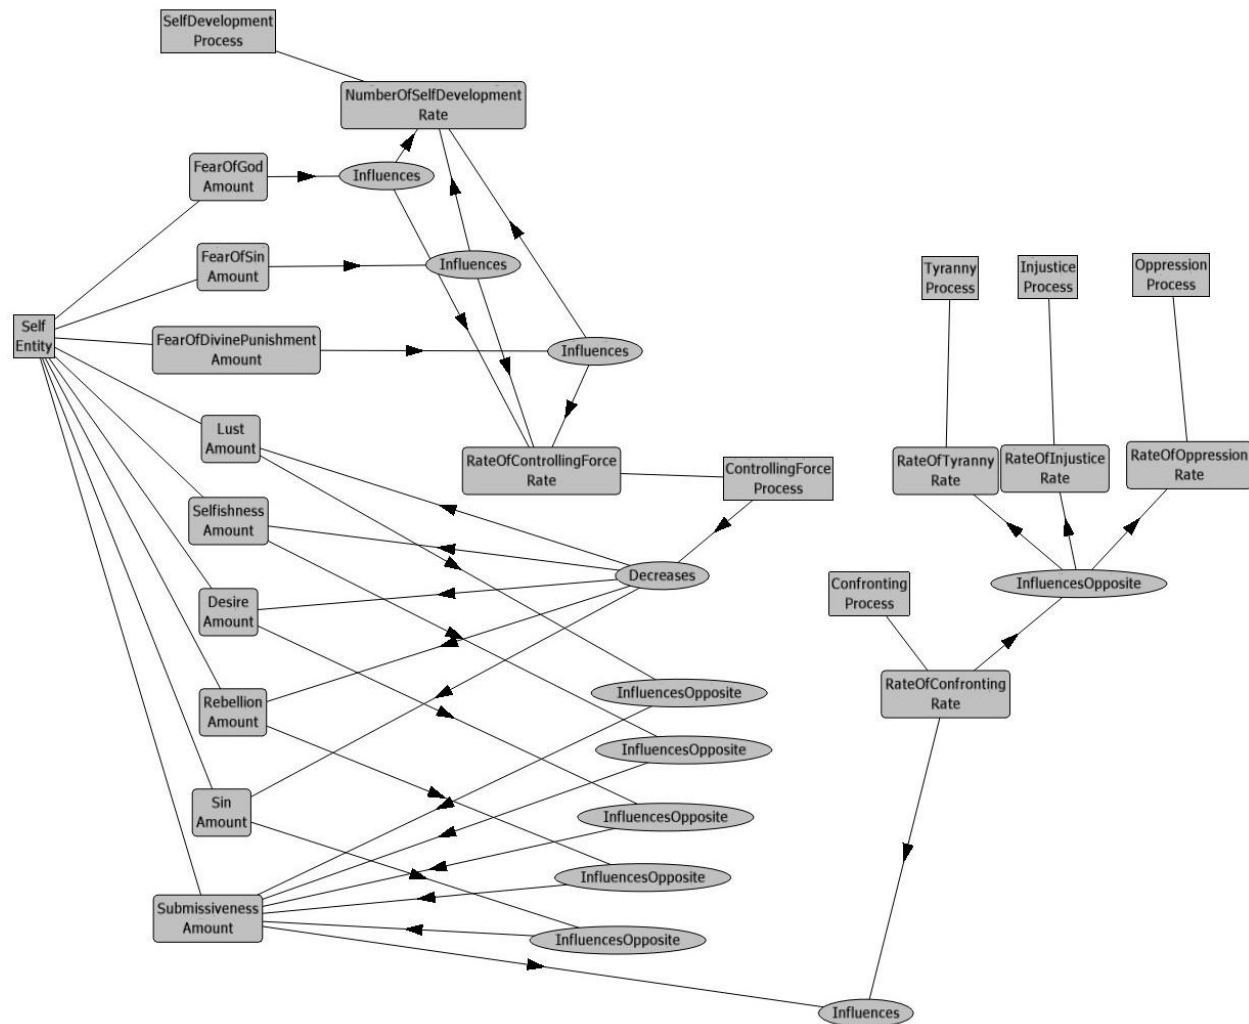 SelfDevelopment
Process
NumberOfSelfDevelopment
Rate
FearOfGod
Amount
Influences
FearOfSin
Amount
Influences
Self
Entity
FearOfDivinePunishment
Amount
Influences
Tyranny
Process
Injustice
Process
Oppression
Process
Lust
Amount
RateOfControllingForce
Rate
ControllingForce
Process
RateOfTyranny
Rate
RateOfInjustice
Rate
RateOfOppression
Rate
Selfishness
Amount
Decreases
Confronting
Process
InfluencesOpposite
Desire
Amount
Rebellion
Amount
InfluencesOpposite
RateOfConfronting
Rate
InfluencesOpposite
Sin
Amount
InfluencesOpposite
InfluencesOpposite
Submissiveness
Amount
InfluencesOpposite
Influences